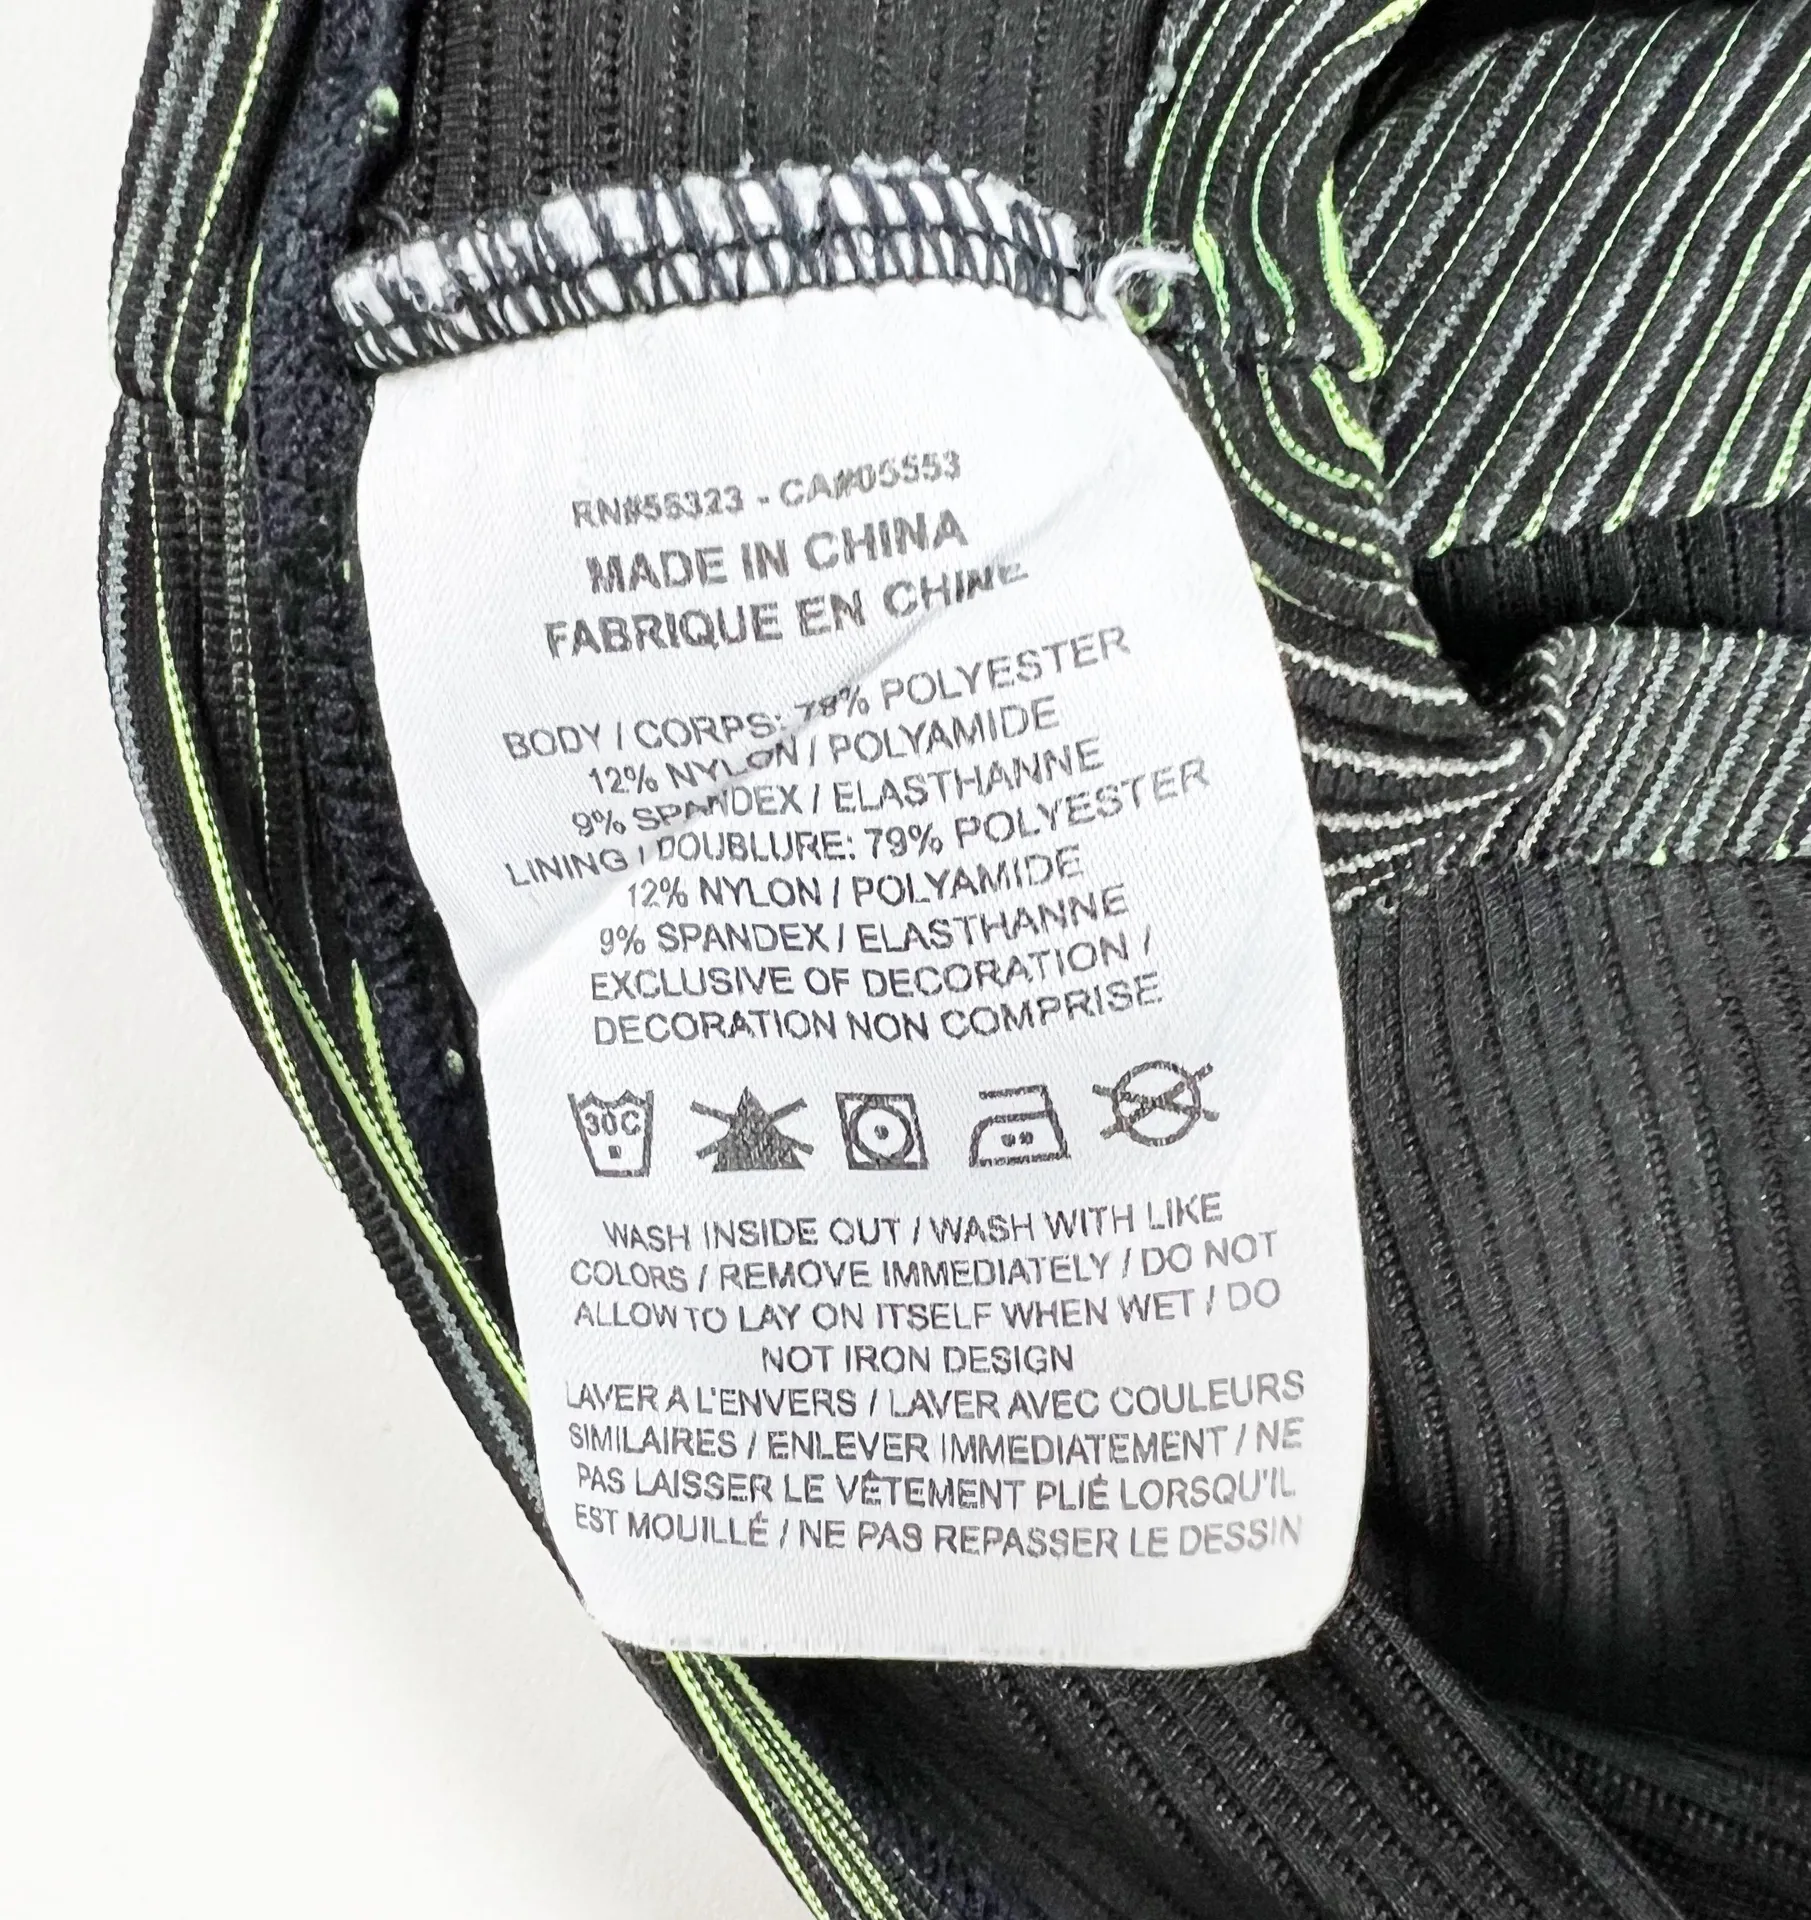 RN#55323 - CA#05553
MADE IN CHINA
FABRIQUE EN CHINE
BODY / CORPS: 79% POLYESTER
12% NYLON / POLYAMIDE
9% SPANDEX / ELASTHANNE
LINING / DOUBLURE: 79% POLYESTER
12% NYLON / POLYAMIDE
9% SPANDEX / ELASTHANNE
EXCLUSIVE OF DECORATION /
DECORATION NON COMPRISE
30C
WASH INSIDE OUT / WASH WITH LIKE
COLORS / REMOVE IMMEDIATELY / DO NOT
ALLOW TO LAY ON ITSELF WHEN WET / DO
NOT IRON DESIGN
LAVER A L'ENVERS / LAVER AVEC COULEURS
SIMILAIRES / ENLEVER IMMEDIATEMENT / NE
PAS LAISSER LE VÊTEMENT PLIÉ LORSQU'IL
EST MOUILLÉ / NE PAS REPASSER LE DESSIN